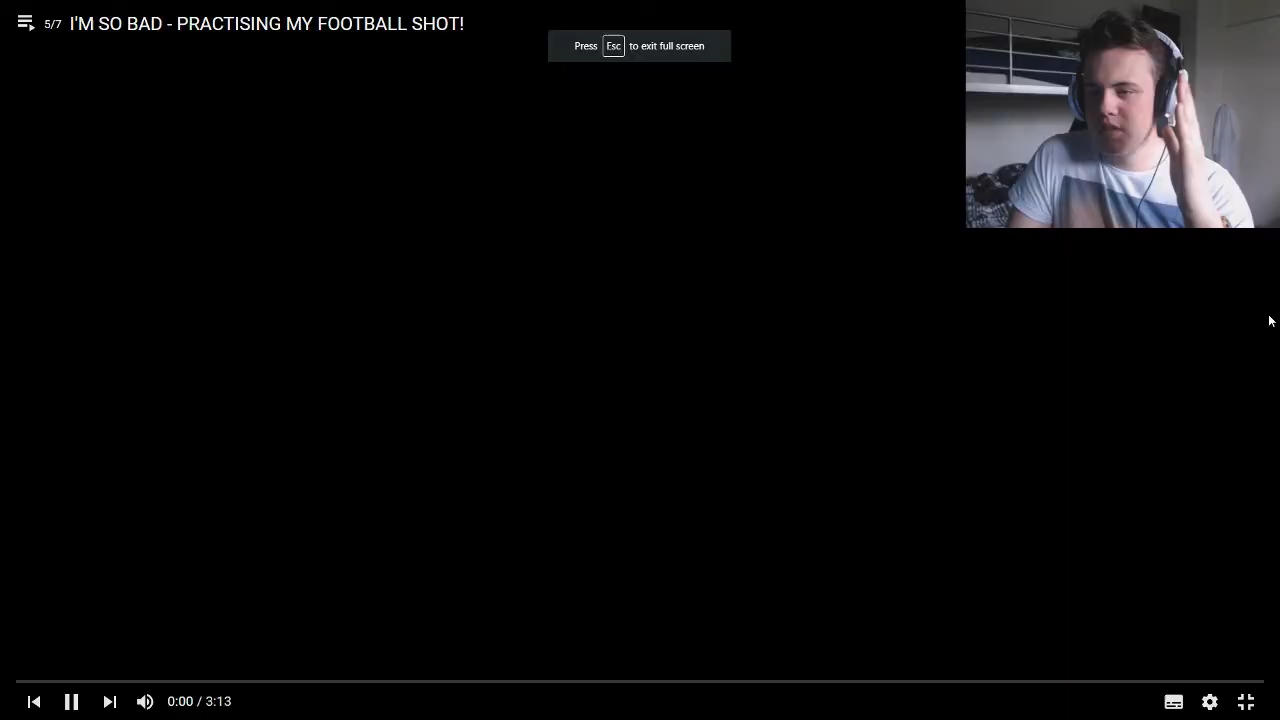 5/7 I'M SO BAD - PRACTISING MY FOOTBALL SHOT!
Press Esc to exit full screen
0:00 / 3:13